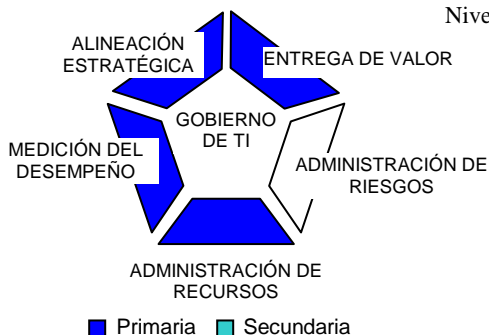 Nive
ALINEACIÓN
ESTRATÉGICA
ENTREGA DE VALOR
GOBIERNO
DE TI
MEDICIÓN DEL
DESEMPEÑO
ADMINISTRACIÓN DE
RIESGOS
ADMINISTRACIÓN DE
RECURSOS
Primaria Secundaria